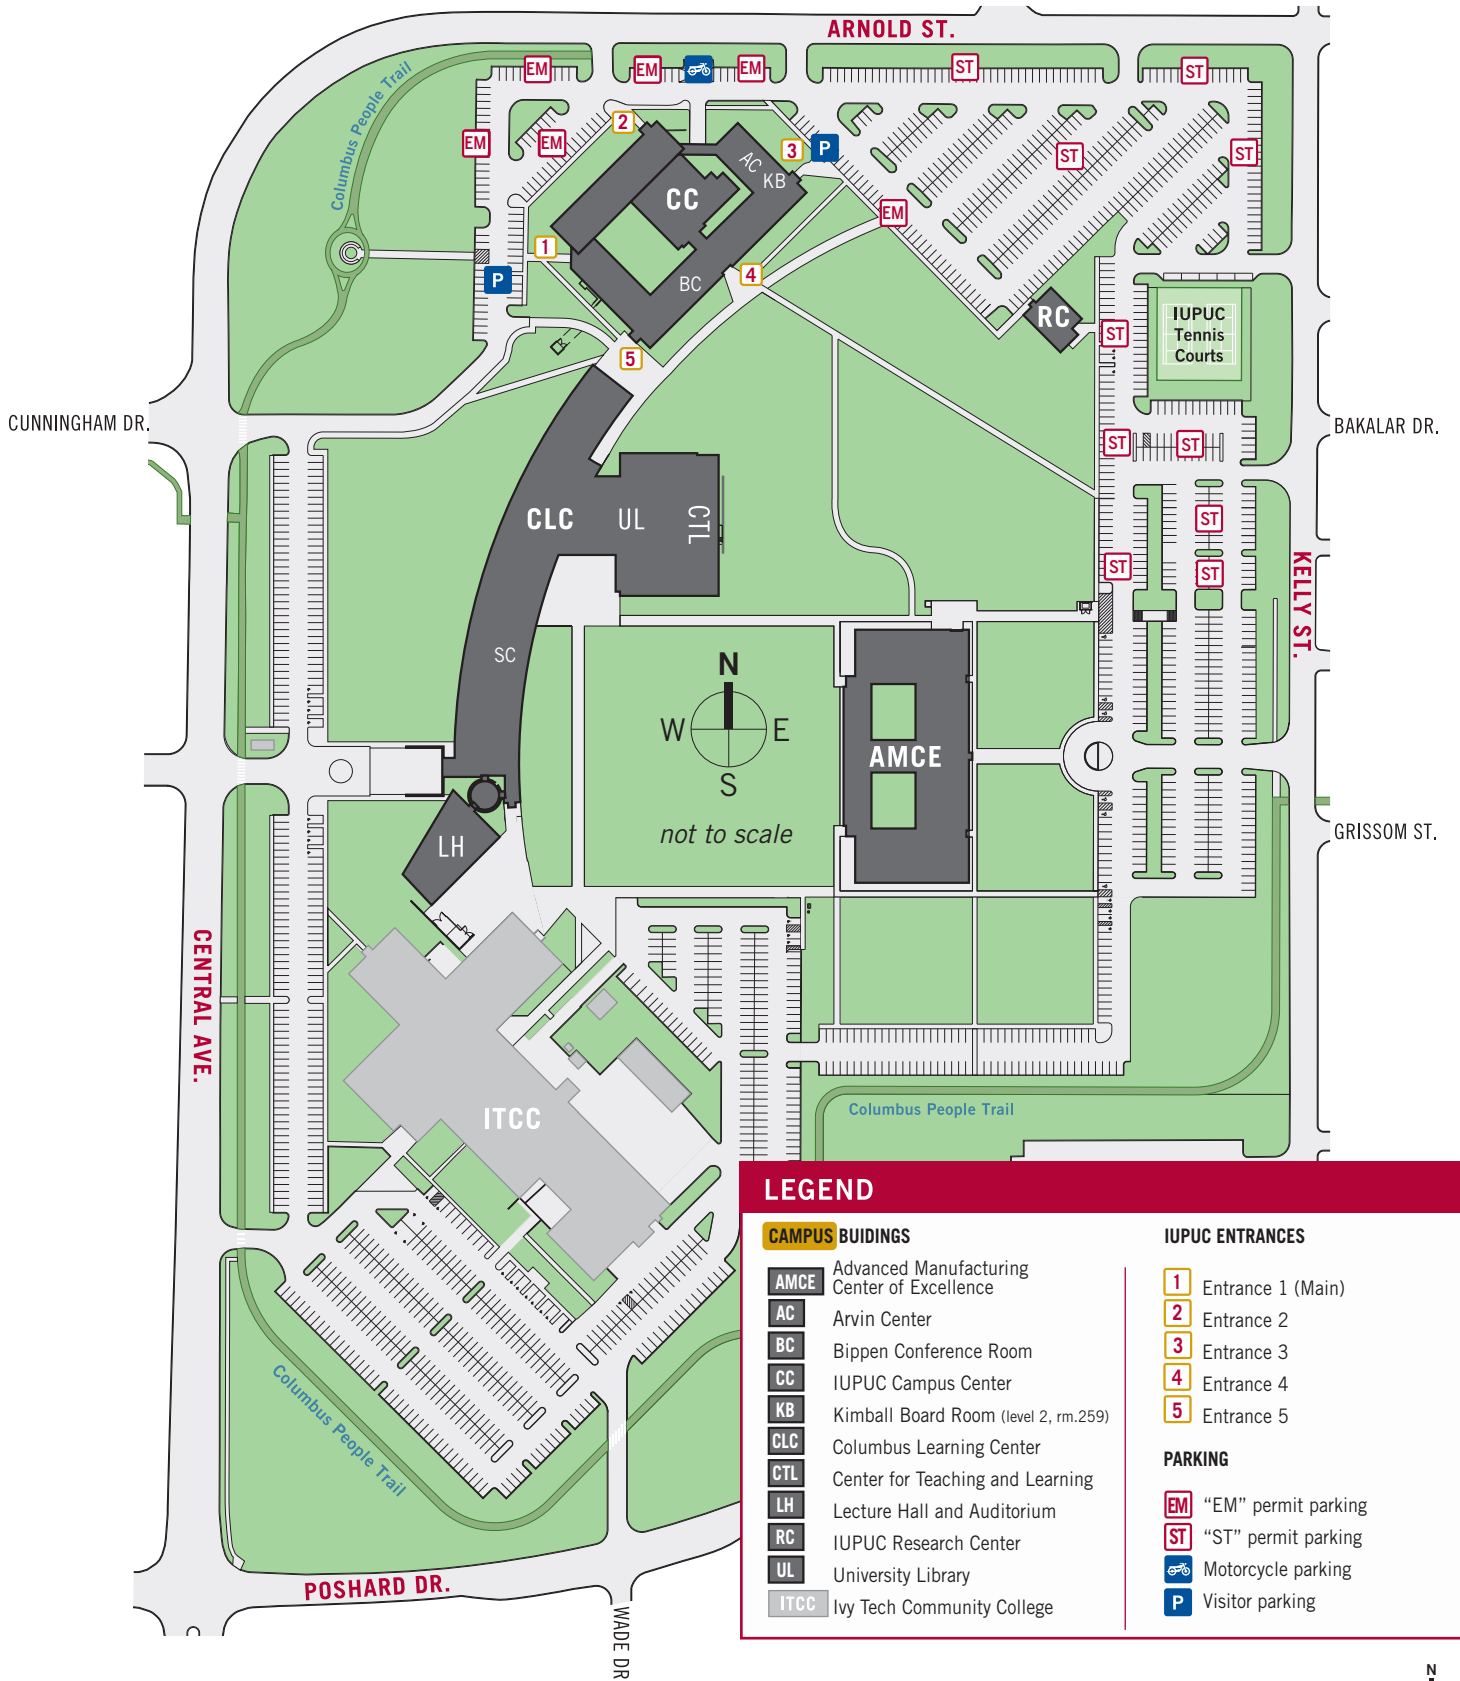 ARNOLD ST.
Columbus People Trail
EM
EM
EM
ST
ST
EM
EM
2
3
P
ST
ST
AC
KB
CC
EM
1
P
BC
4
RC
ST
IUPUC
Tennis
Courts
5
CUNNINGHAM DR.
BAKALAR DR.
ST
ST
CLC
UL
CTL
ST
ST
ST
KELLY ST.
SC
N
W
E
S
not to scale
AMCE
LH
GRISSOM ST.
CENTRAL AVE.
ITCC
Columbus People Trail
Columbus People Trail
POSHARD DR.
WADE DR
LEGEND
CAMPUS BUIDINGS
AMCE Advanced Manufacturing
Center of Excellence
AC Arvin Center
BC Bippen Conference Room
CC IUPUC Campus Center
KB Kimball Board Room (level 2, rm.259)
CLC Columbus Learning Center
CTL Center for Teaching and Learning
LH Lecture Hall and Auditorium
RC IUPUC Research Center
UL University Library
ITCC Ivy Tech Community College
IUPUC ENTRANCES
1 Entrance 1 (Main)
2 Entrance 2
3 Entrance 3
4 Entrance 4
5 Entrance 5
PARKING
EM “EM” permit parking
ST “ST” permit parking
Motorcycle parking
P Visitor parking
N